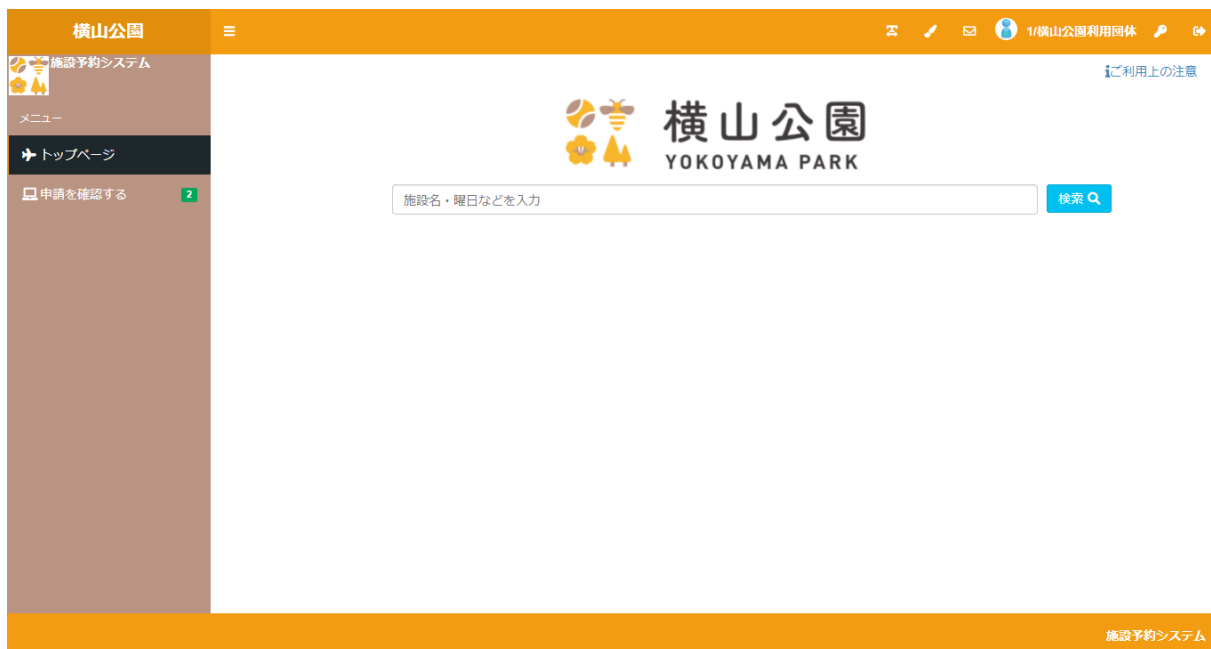 横山公園
1/横山公園利用団体
施設予約システム
ご利用上の注意
メニュー
横山公園
YOKOYAMA PARK
トップページ
申請を確認する 2
施設名・曜日などを入力
検索
施設予約システム